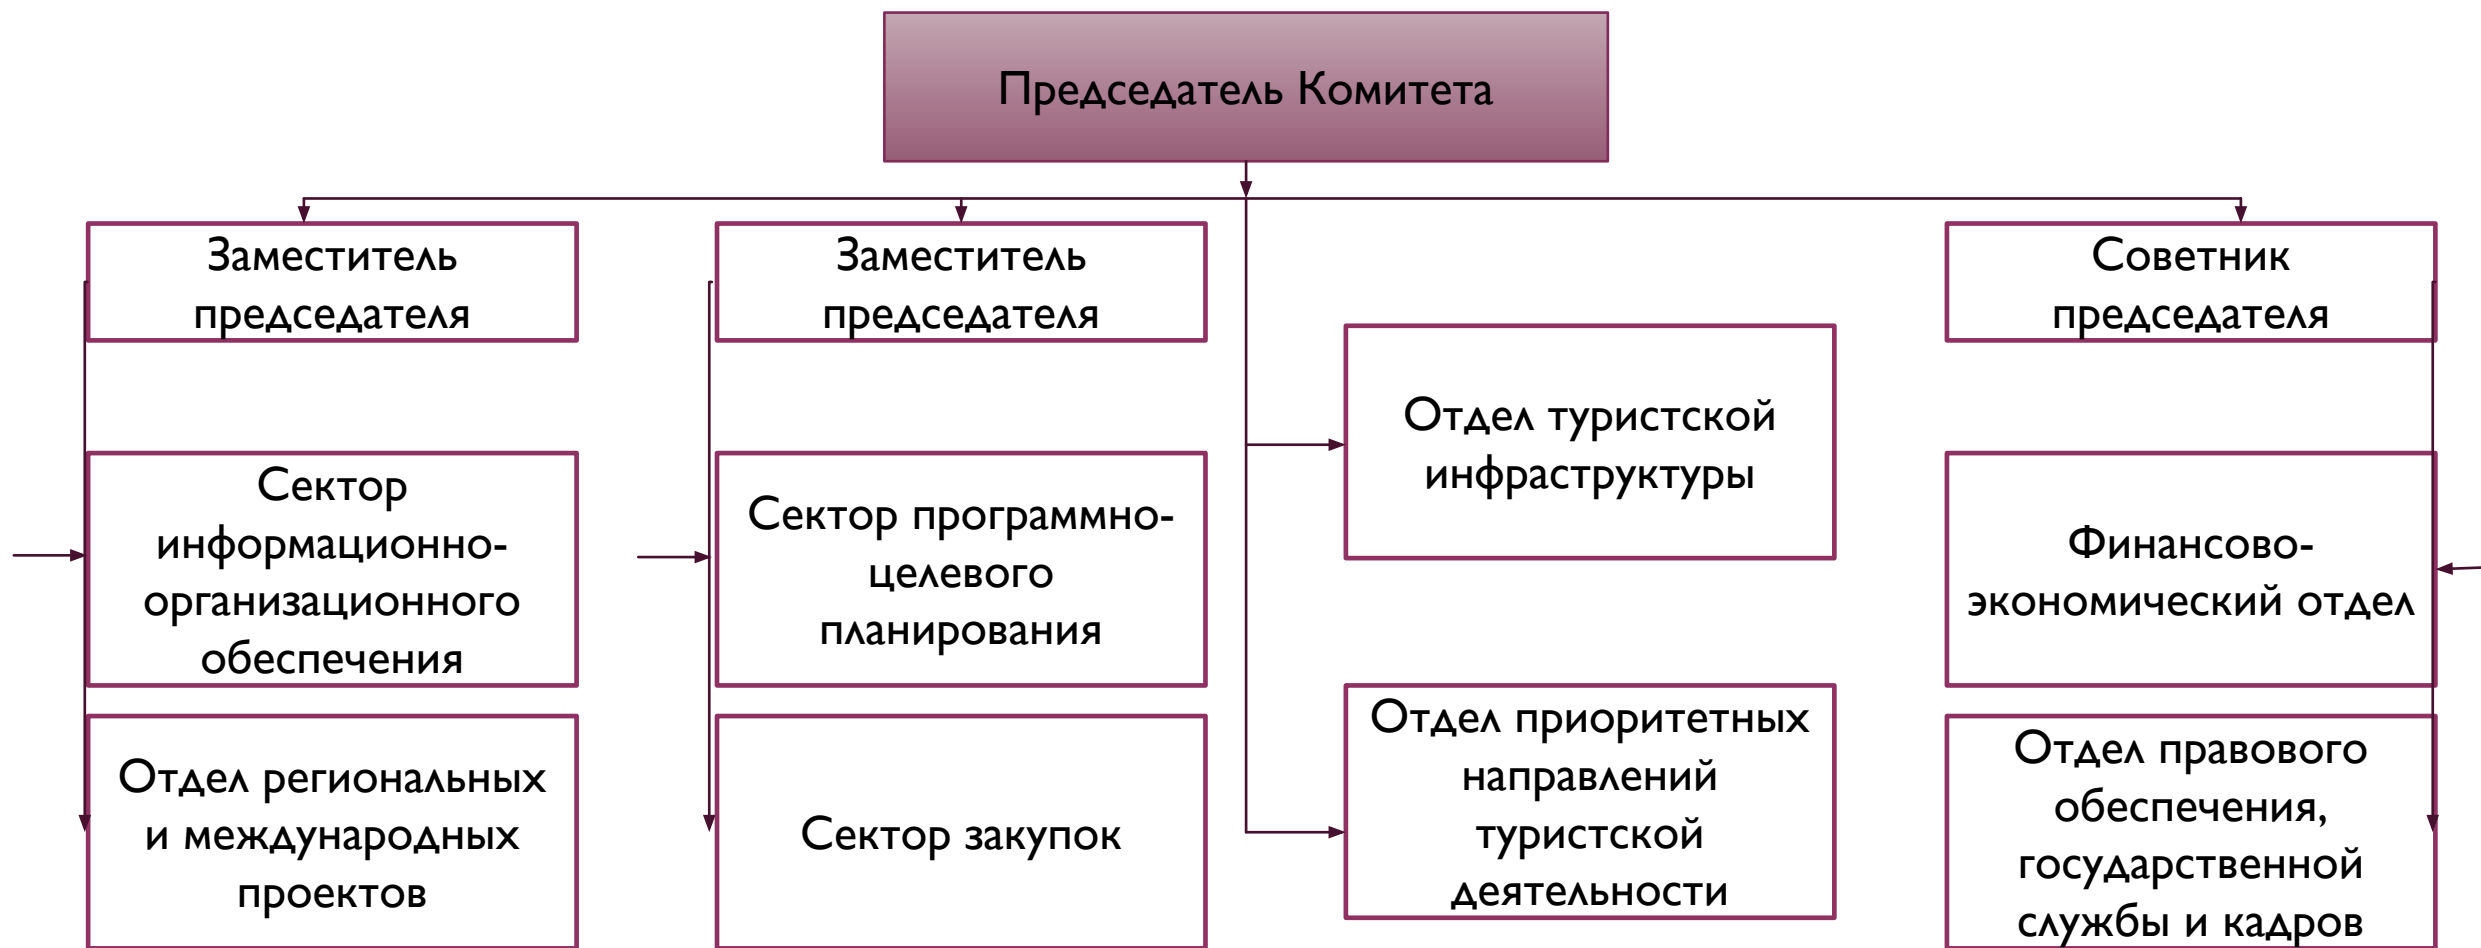 Председатель Комитета
Заместитель
председателя
Заместитель
председателя
Советник
председателя
Отдел туристской
инфраструктуры
Сектор
информационно-
организационного
обеспечения
Сектор программно-
целевого
планирования
Финансово-
экономический отдел
Отдел региональных
и международных
проектов
Сектор закупок
Отдел приоритетных
направлений
туристской
деятельности
Отдел правового
обеспечения,
государственной
службы и кадров